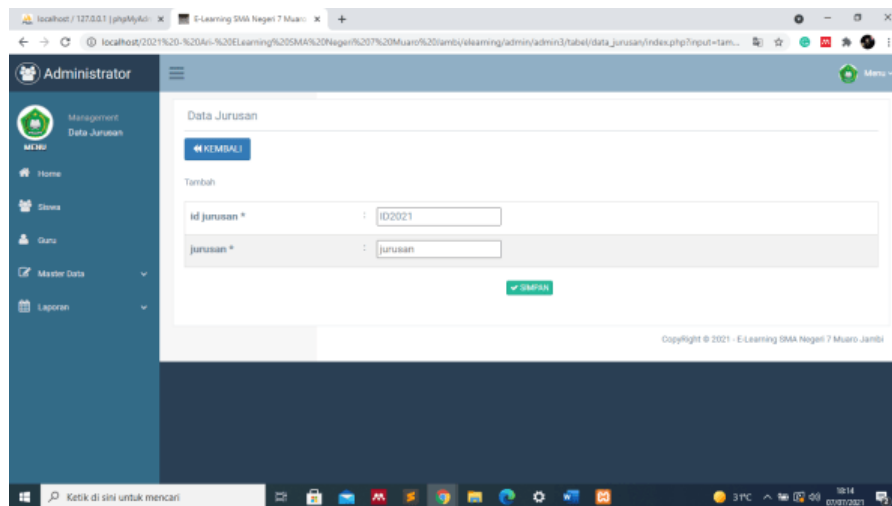 localhost / 127.0.0.1 | phpMyAd
E-Learning SMA Negeri 7 Muaro
localhost/2021%20-%20Ari-%20ELearning%20SMA%20Negeri%207%20Muaro%20Jambi/elearning/admin/admin3/tabel/data_jurusan/index.php?input=tam...
Administrator
Menu
Management
Data Jurusan
MENU
Home
Siswa
Guru
Master Data
Laporan
Data Jurusan
KEMBALI
Tambah
id jurusan * : ID2021
jurusan * : jurusan
SIMPAN
CopyRight © 2021 - E-Learning SMA Negeri 7 Muaro Jambi
Ketik di sini untuk mencari
31°C
18:14
07/07/2021